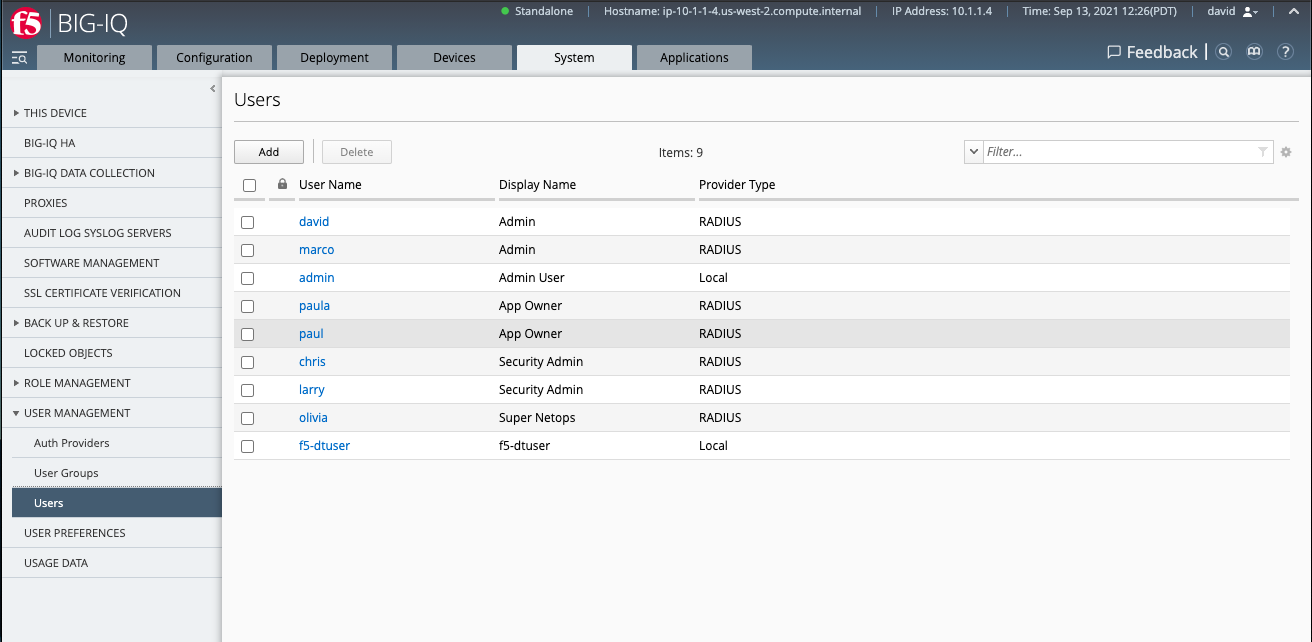 f5 BIG-IQ
Standalone Hostname: ip-10-1-1-4.us-west-2.compute.internal IP Address: 10.1.1.4 Time: Sep 13, 2021 12:26(PDT) david
Monitoring Configuration Deployment Devices System Applications Feedback ?
THIS DEVICE
BIG-IQ HA
BIG-IQ DATA COLLECTION
PROXIES
AUDIT LOG SYSLOG SERVERS
SOFTWARE MANAGEMENT
SSL CERTIFICATE VERIFICATION
BACK UP & RESTORE
LOCKED OBJECTS
ROLE MANAGEMENT
USER MANAGEMENT
Auth Providers
User Groups
Users
USER PREFERENCES
USAGE DATA
Users
Add Delete Items: 9 Filter...
User Name Display Name Provider Type
david Admin RADIUS
marco Admin RADIUS
admin Admin User Local
paula App Owner RADIUS
paul App Owner RADIUS
chris Security Admin RADIUS
larry Security Admin RADIUS
olivia Super Netops RADIUS
f5-dtuser f5-dtuser Local